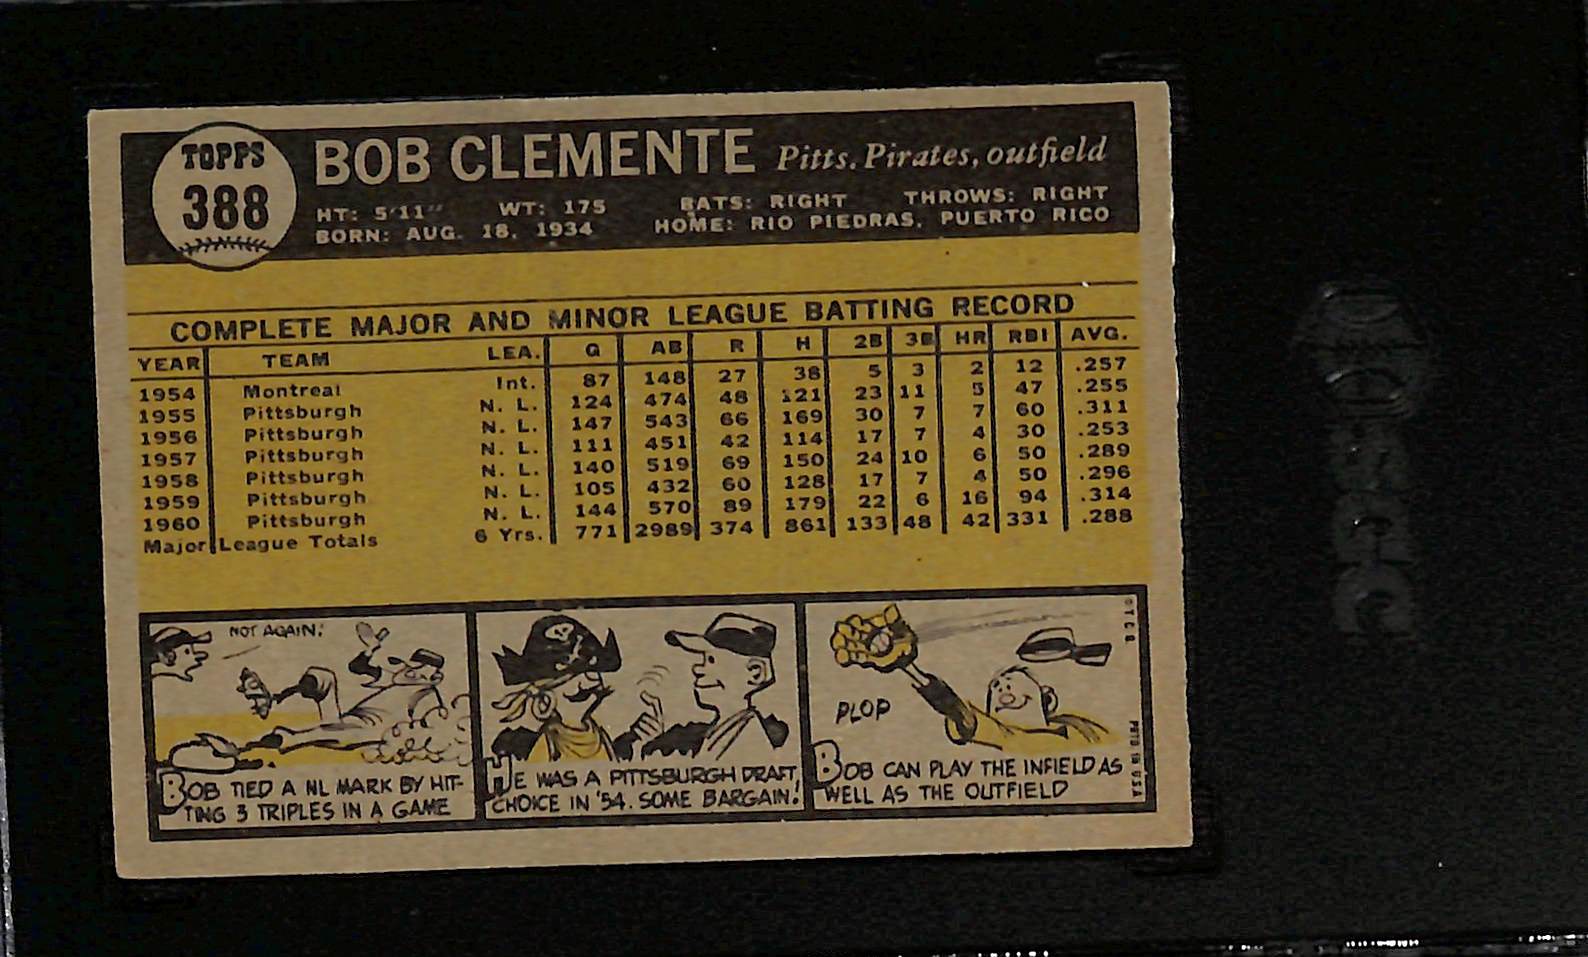 TOPPS
388
BOB CLEMENTE Pitts. Pirates, outfield
HT: 5'11" WT: 175 BATS: RIGHT THROWS: RIGHT
BORN: AUG. 18, 1934 HOME: RIO PIEDRAS, PUERTO RICO
COMPLETE MAJOR AND MINOR LEAGUE BATTING RECORD
YEAR TEAM LEA. G AB R H 2B 3B HR RBI AVG.
1954 Montreal Int. 87 148 27 38 5 3 2 12 .257
1955 Pittsburgh N. L. 124 474 48 121 23 11 5 47 .255
1956 Pittsburgh N. L. 147 543 66 169 30 7 7 60 .311
1957 Pittsburgh N. L. 111 451 42 114 17 7 4 30 .253
1958 Pittsburgh N. L. 140 519 69 150 24 10 6 50 .289
1959 Pittsburgh N. L. 105 432 60 128 17 7 4 50 .296
1960 Pittsburgh N. L. 144 570 89 179 22 6 16 94 .314
Major League Totals 6 Yrs. 771 2989 374 861 133 48 42 331 .288
NOT AGAIN!
BOB TIED A NL MARK BY HIT-
TING 3 TRIPLES IN A GAME
HE WAS A PITTSBURGH DRAFT
CHOICE IN '54. SOME BARGAIN!
PLOP
BOB CAN PLAY THE INFIELD AS
WELL AS THE OUTFIELD
© T.C.G.
PRTD IN U.S.A.
SGC